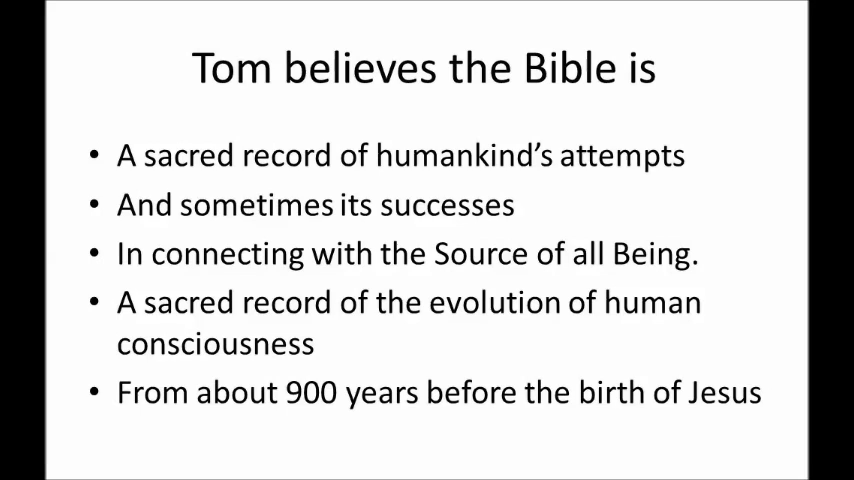 Tom believes the Bible is
• A sacred record of humankind's attempts
• And sometimes its successes
• In connecting with the Source of all Being.
• A sacred record of the evolution of human
consciousness
• From about 900 years before the birth of Jesus